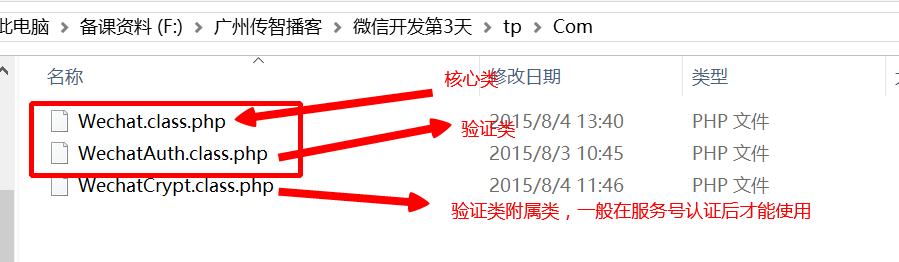 此电脑 > 备课资料 (F:) > 广州传智播客 > 微信开发第3天 > tp > Com
名称 修改日期 类型
核心类
Wechat.class.php 2015/8/4 13:40 PHP 文件
验证类
WechatAuth.class.php 2015/8/3 10:45 PHP 文件
WechatCrypt.class.php 2015/8/4 11:46 PHP 文件
验证类附属类，一般在服务号认证后才能使用